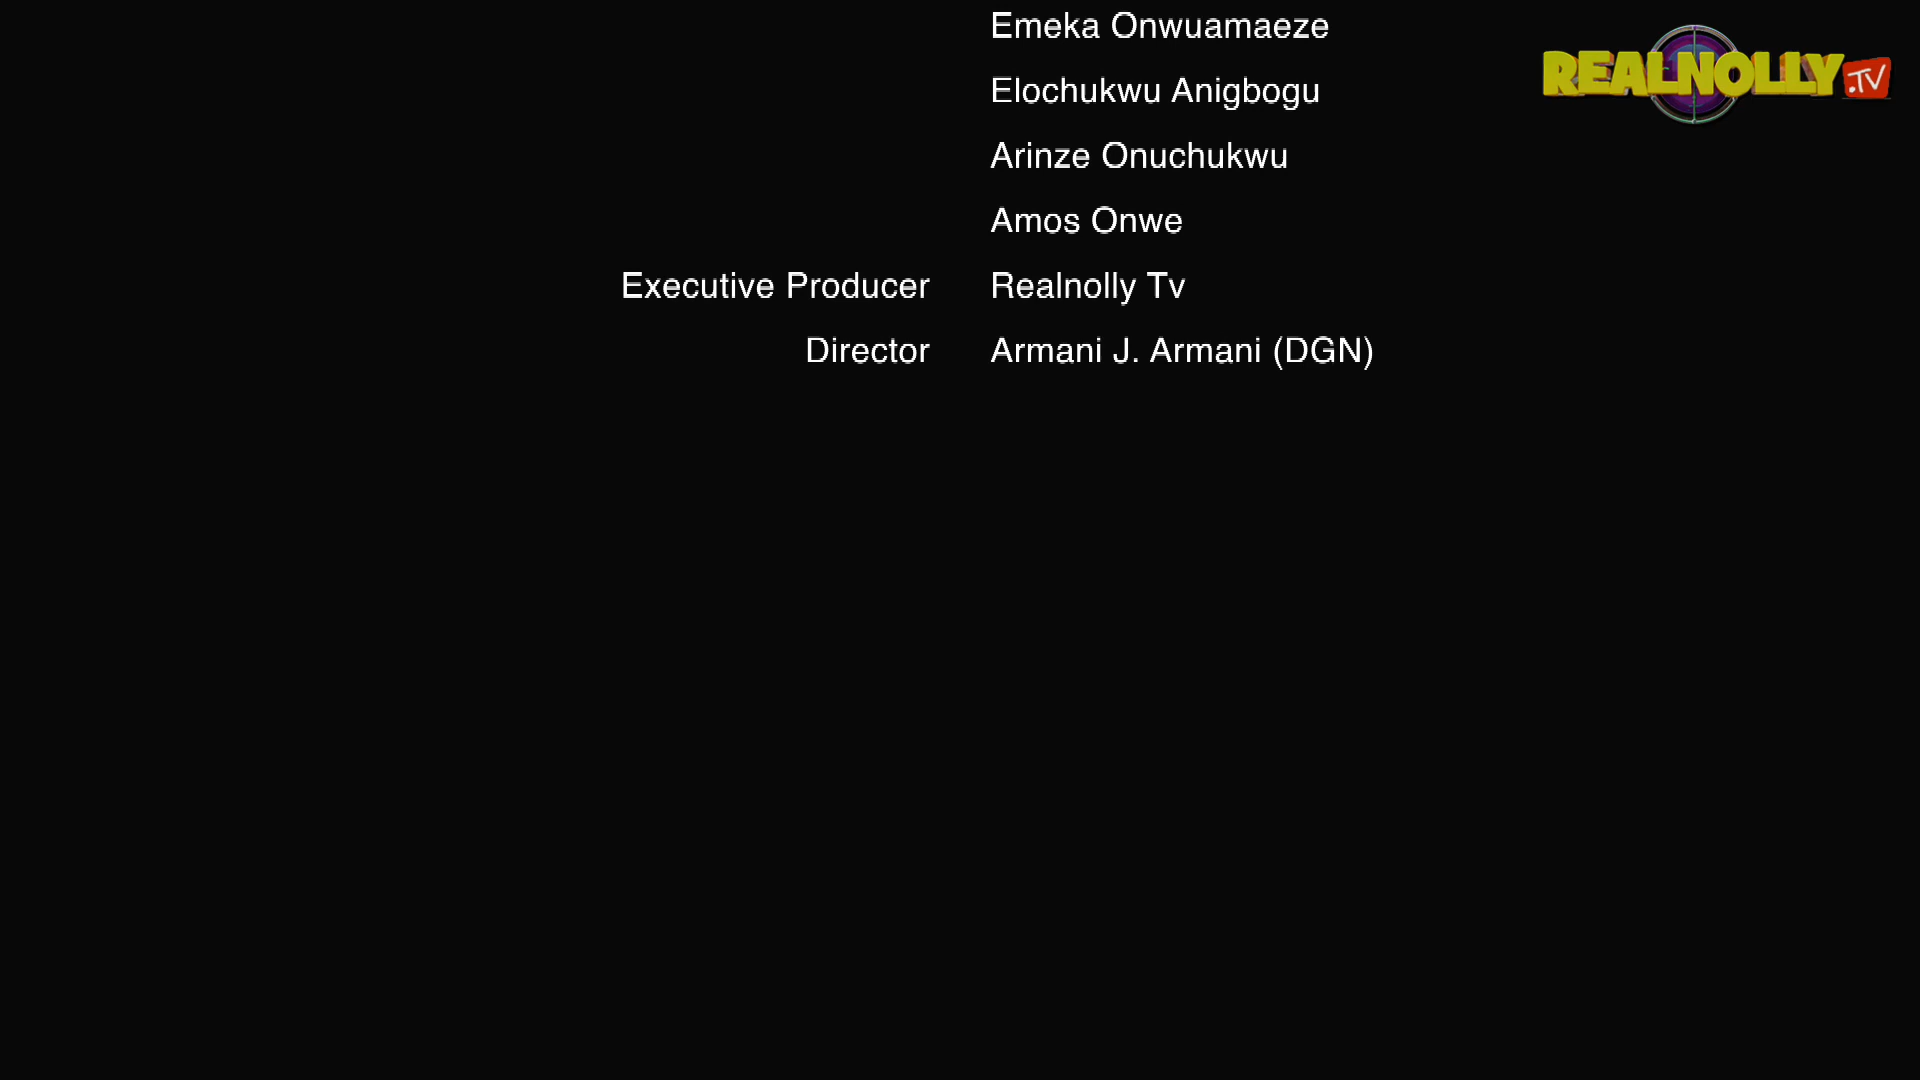 Emeka Onwuamaeze
REALNOLLY.TV
Elochukwu Anigbogu
Arinze Onuchukwu
Amos Onwe
Executive Producer Realnolly Tv
Director Armani J. Armani (DGN)